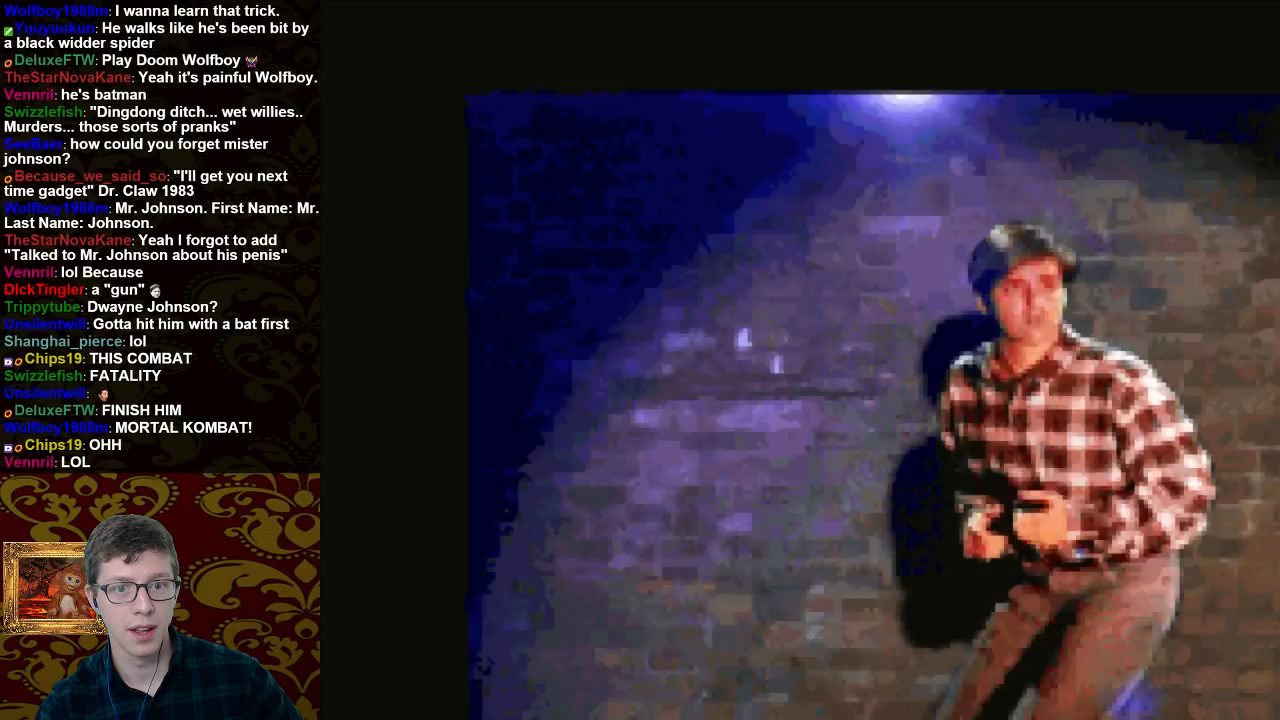 Wolfboy1988m: I wanna learn that trick.
Yuuyuukun: He walks like he's been bit by
a black widder spider
DeluxeFTW: Play Doom Wolfboy
TheStarNovaKane: Yeah it's painful Wolfboy.
Vennril: he's batman
Swizzlefish: "Dingdong ditch... wet willies..
Murders... those sorts of pranks"
SeeBaer: how could you forget mister
johnson?
Because_we_said_so: "I'll get you next
time gadget" Dr. Claw 1983
Wolfboy1988m: Mr. Johnson. First Name: Mr.
Last Name: Johnson.
TheStarNovaKane: Yeah I forgot to add
"Talked to Mr. Johnson about his penis"
Vennril: lol Because
DIckTingler: a "gun"
Trippytube: Dwayne Johnson?
Unsilentwill: Gotta hit him with a bat first
Shanghai_pierce: lol
Chips19: THIS COMBAT
Swizzlefish: FATALITY
Unsilentwill:
DeluxeFTW: FINISH HIM
Wolfboy1988m: MORTAL KOMBAT!
Chips19: OHH
Vennril: LOL